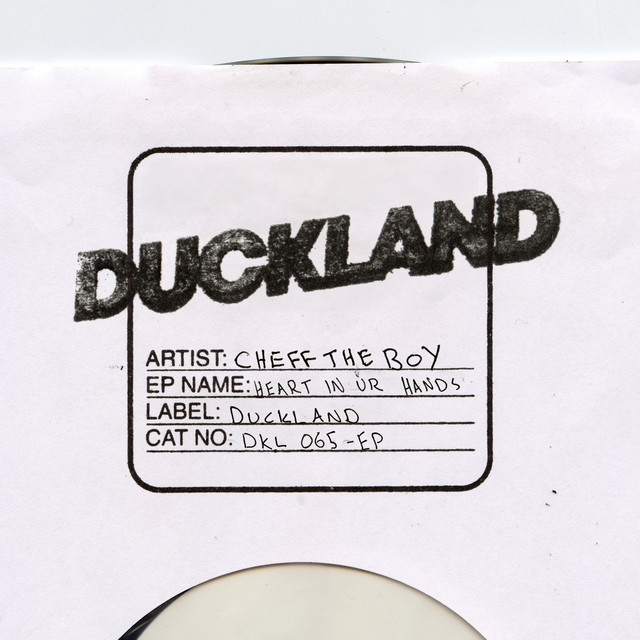 DUCKLAND
ARTIST: CHEFF THE BOY
EP NAME: HEART IN UR HANDS
LABEL: DUCKLAND
CAT NO: DKL 065-EP